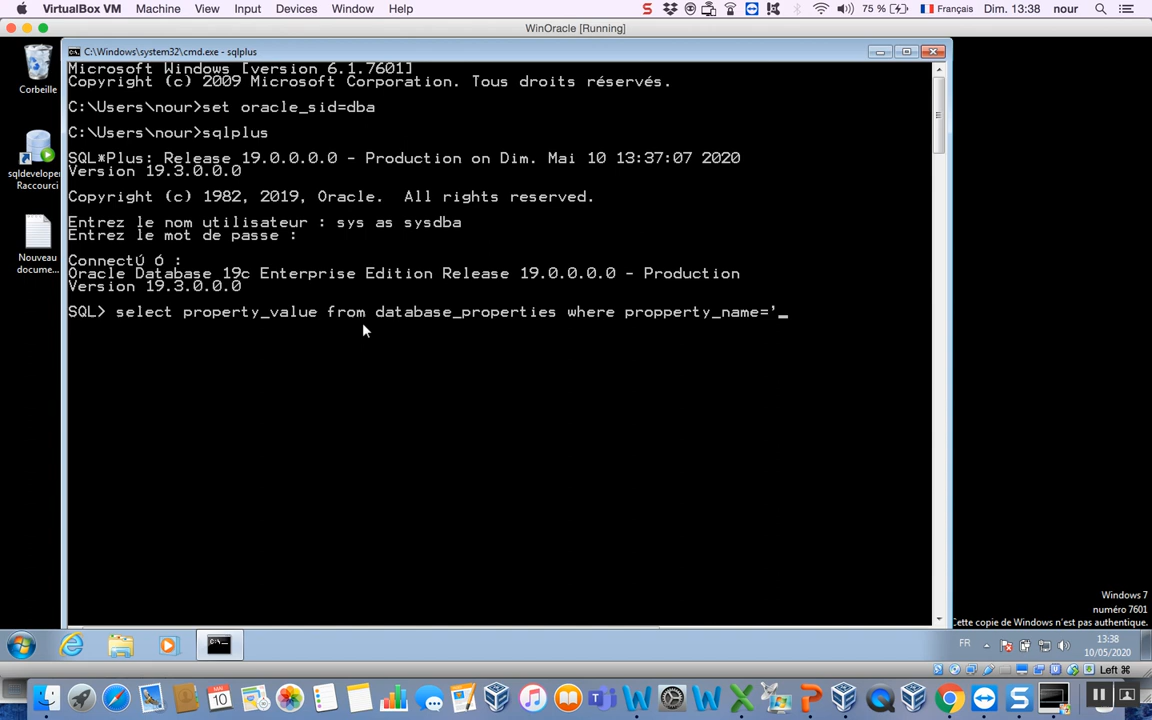 VirtualBox VM Machine View Input Devices Window Help
75 % Français Dim. 13:38 nour
WinOracle [Running]
C:\Windows\system32\cmd.exe - sqlplus
Corbeille
sqldeveloper
Raccourci
Nouveau
docume...
Microsoft Windows [version 6.1.7601]
Copyright (c) 2009 Microsoft Corporation. Tous droits réservés.
C:\Users\nour>set oracle_sid=dba
C:\Users\nour>sqlplus
SQL*Plus: Release 19.0.0.0.0 - Production on Dim. Mai 10 13:37:07 2020
Version 19.3.0.0.0
Copyright (c) 1982, 2019, Oracle. All rights reserved.
Entrez le nom utilisateur : sys as sysdba
Entrez le mot de passe :
ConnectÚ Ó :
Oracle Database 19c Enterprise Edition Release 19.0.0.0.0 - Production
Version 19.3.0.0.0
SQL> select property_value from database_properties where propperty_name='_
Windows 7
numéro 7601
Cette copie de Windows n'est pas authentique.
FR
13:38
10/05/2020
Left ⌘